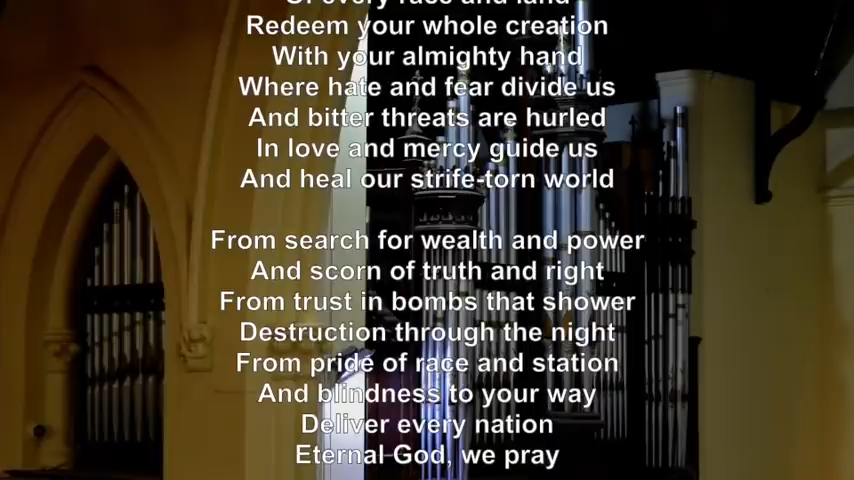 Of every race and land
Redeem your whole creation
With your almighty hand
Where hate and fear divide us
And bitter threats are hurled
In love and mercy guide us
And heal our strife-torn world
From search for wealth and power
And scorn of truth and right
From trust in bombs that shower
Destruction through the night
From pride of race and station
And blindness to your way
Deliver every nation
Eternal God, we pray